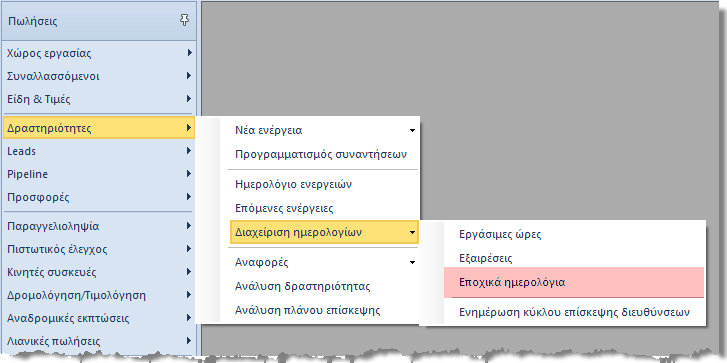 Πωλήσεις
Χώρος εργασίας
Συναλλασσόμενοι
Είδη & Τιμές
Δραστηριότητες
Leads
Pipeline
Προσφορές
Παραγγελιοληψία
Πιστωτικός έλεγχος
Κινητές συσκευές
Δρομολόγηση/Τιμολόγηση
Αναδρομικές εκπτώσεις
Λιανικές πωλήσεις
Νέα ενέργεια
Προγραμματισμός συναντήσεων
Ημερολόγιο ενεργειών
Επόμενες ενέργειες
Διαχείριση ημερολογίων
Αναφορές
Ανάλυση δραστηριότητας
Ανάλυση πλάνου επίσκεψης
Εργάσιμες ώρες
Εξαιρέσεις
Εποχικά ημερολόγια
Ενημέρωση κύκλου επίσκεψης διευθύνσεων